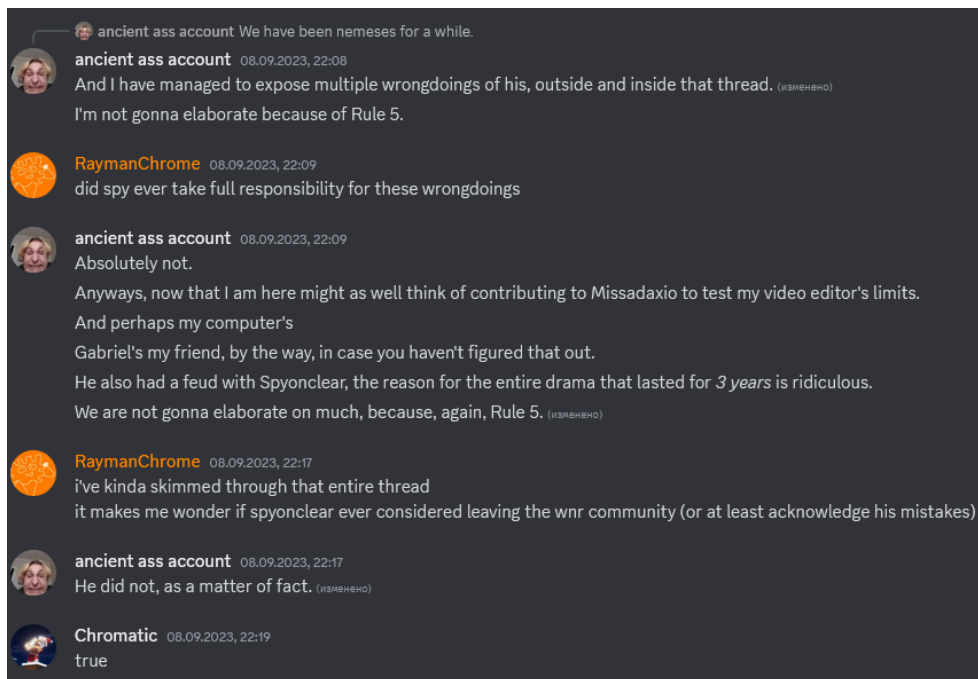 ancient ass account We have been nemeses for a while.
ancient ass account 08.09.2023, 22:08
And I have managed to expose multiple wrongdoings of his, outside and inside that thread. (изменено)
I'm not gonna elaborate because of Rule 5.
RaymanChrome 08.09.2023, 22:09
did spy ever take full responsibility for these wrongdoings
ancient ass account 08.09.2023, 22:09
Absolutely not.
Anyways, now that I am here might as well think of contributing to Missadaxio to test my video editor's limits.
And perhaps my computer's
Gabriel's my friend, by the way, in case you haven't figured that out.
He also had a feud with Spyonclear, the reason for the entire drama that lasted for 3 years is ridiculous.
We are not gonna elaborate on much, because, again, Rule 5. (изменено)
RaymanChrome 08.09.2023, 22:17
i've kinda skimmed through that entire thread
it makes me wonder if spyonclear ever considered leaving the wnr community (or at least acknowledge his mistakes)
ancient ass account 08.09.2023, 22:17
He did not, as a matter of fact. (изменено)
Chromatic 08.09.2023, 22:19
true